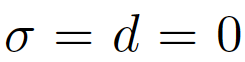 σ = d = 0